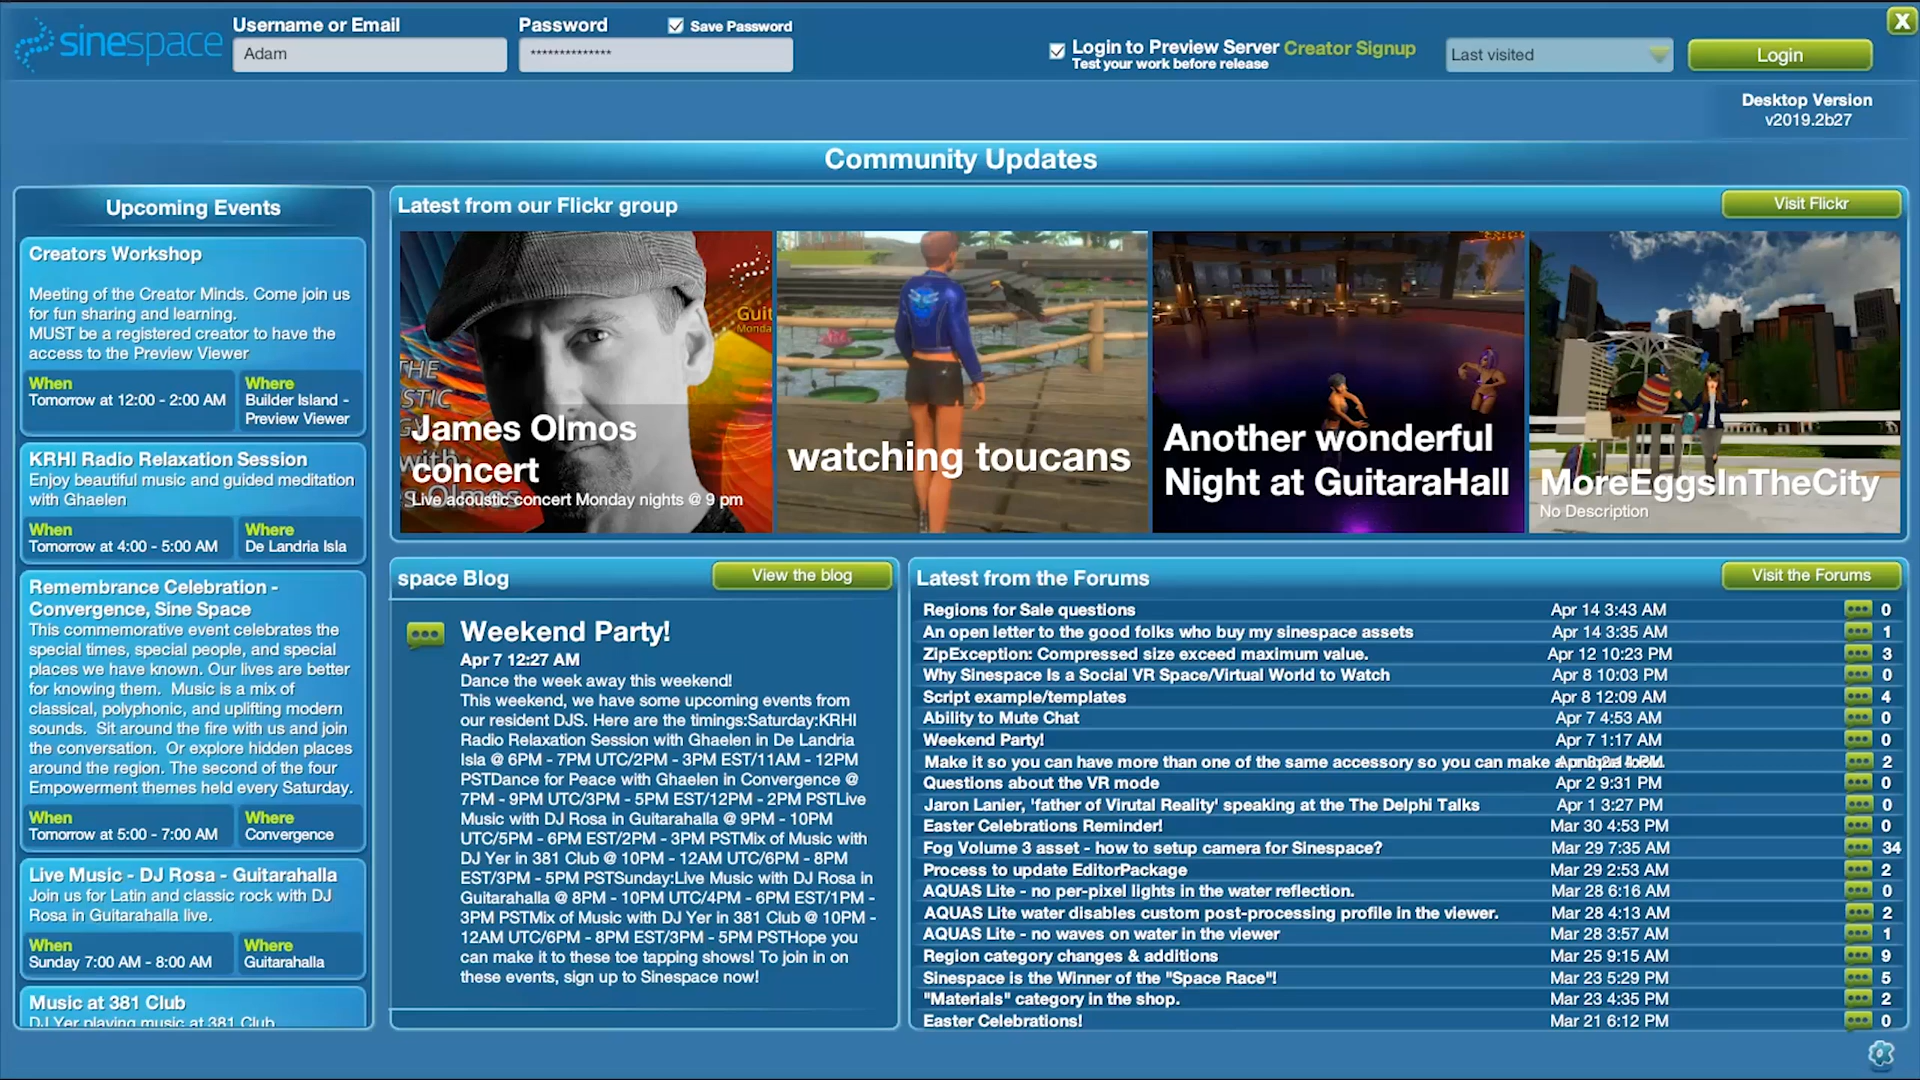 sinespace
Username or Email
Adam
Password
**************
Save Password
Login to Preview Server
Test your work before release
Creator Signup
Last visited
Login
X
Desktop Version
v2019.2b27
Community Updates
Upcoming Events
Creators Workshop
Meeting of the Creator Minds. Come join us
for fun sharing and learning.
MUST be a registered creator to have the
access to the Preview Viewer
When
Tomorrow at 12:00 - 2:00 AM
Where
Builder Island -
Preview Viewer
KRHI Radio Relaxation Session
Enjoy beautiful music and guided meditation
with Ghaelen
When
Tomorrow at 4:00 - 5:00 AM
Where
De Landria Isla
Remembrance Celebration -
Convergence, Sine Space
This commemorative event celebrates the
special times, special people, and special
places we have known. Our lives are better
for knowing them. Music is a mix of
classical, polyphonic, and uplifting modern
sounds. Sit around the fire with us and join
the conversation. Or explore hidden places
around the region. The second of the four
Empowerment themes held every Saturday.
When
Tomorrow at 5:00 - 7:00 AM
Where
Convergence
Live Music - DJ Rosa - Guitarahalla
Join us for Latin and classic rock with DJ
Rosa in Guitarahalla live.
When
Sunday 7:00 AM - 8:00 AM
Where
Guitarahalla
Music at 381 Club
DJ Yer playing music at 381 Club
Latest from our Flickr group
Visit Flickr
Guit
Monda
THE
STIC
with
James Olmos
concert
Live acoustic concert Monday nights @ 9 pm
watching toucans
Another wonderful
Night at GuitaraHall
MoreEggsInTheCity
No Description
space Blog
View the blog
Weekend Party!
Apr 7 12:27 AM
Dance the week away this weekend!
This weekend, we have some upcoming events from
our resident DJS. Here are the timings:Saturday:KRHI
Radio Relaxation Session with Ghaelen in De Landria
Isla @ 6PM - 7PM UTC/2PM - 3PM EST/11AM - 12PM
PSTDance for Peace with Ghaelen in Convergence @
7PM - 9PM UTC/3PM - 5PM EST/12PM - 2PM PSTLive
Music with DJ Rosa in Guitarahalla @ 9PM - 10PM
UTC/5PM - 6PM EST/2PM - 3PM PSTMix of Music with
DJ Yer in 381 Club @ 10PM - 12AM UTC/6PM - 8PM
EST/3PM - 5PM PSTSunday:Live Music with DJ Rosa in
Guitarahalla @ 8PM - 10PM UTC/4PM - 6PM EST/1PM -
3PM PSTMix of Music with DJ Yer in 381 Club @ 10PM -
12AM UTC/6PM - 8PM EST/3PM - 5PM PSTHope you
can make it to these toe tapping shows! To join in on
these events, sign up to Sinespace now!
Latest from the Forums
Visit the Forums
Regions for Sale questions Apr 14 3:43 AM 0
An open letter to the good folks who buy my sinespace assets Apr 14 3:35 AM 1
ZipException: Compressed size exceed maximum value. Apr 12 10:23 PM 3
Why Sinespace Is a Social VR Space/Virtual World to Watch Apr 8 10:03 PM 0
Script example/templates Apr 8 12:09 AM 4
Ability to Mute Chat Apr 7 4:53 AM 0
Weekend Party! Apr 7 1:17 AM 0
Make it so you can have more than one of the same accessory so you can make a 2
Questions about the VR mode Apr 2 9:31 PM 0
Jaron Lanier, 'father of Virutal Reality' speaking at the The Delphi Talks Apr 1 3:27 PM 0
Easter Celebrations Reminder! Mar 30 4:53 PM 0
Fog Volume 3 asset - how to setup camera for Sinespace? Mar 29 7:35 AM 34
Process to update EditorPackage Mar 29 2:53 AM 2
AQUAS Lite - no per-pixel lights in the water reflection. Mar 28 6:16 AM 0
AQUAS Lite water disables custom post-processing profile in the viewer. Mar 28 4:13 AM 2
AQUAS Lite - no waves on water in the viewer Mar 28 3:57 AM 1
Region category changes & additions Mar 25 9:15 AM 9
Sinespace is the Winner of the "Space Race"! Mar 23 5:29 PM 5
"Materials" category in the shop. Mar 23 4:35 PM 2
Easter Celebrations! Mar 21 6:12 PM 0